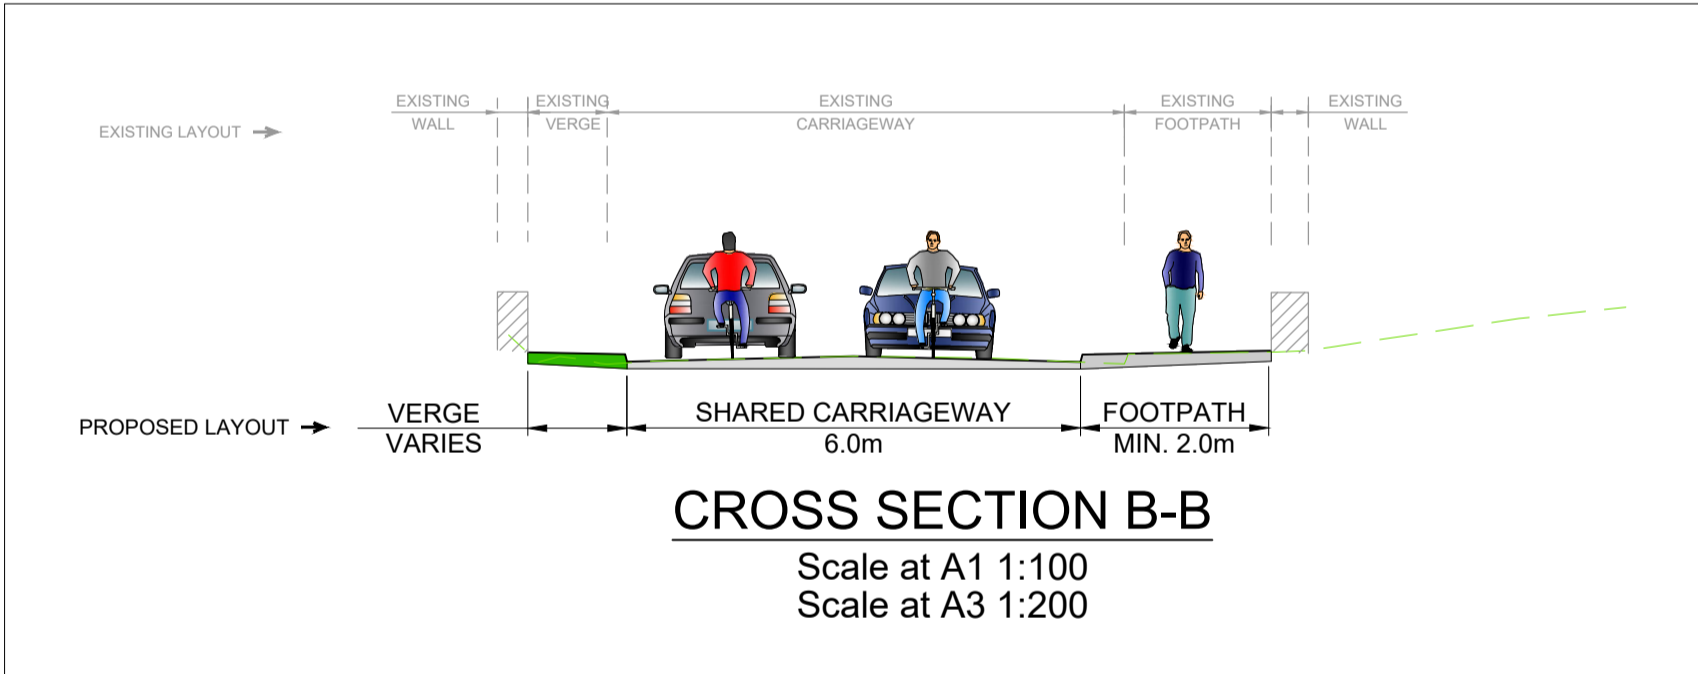 EXISTING LAYOUT
EXISTING
WALL
EXISTING
VERGE
EXISTING
CARRIAGEWAY
EXISTING
FOOTPATH
EXISTING
WALL
PROPOSED LAYOUT
VERGE
VARIES
SHARED CARRIAGEWAY
6.0m
FOOTPATH
MIN. 2.0m
CROSS SECTION B-B
Scale at A1 1:100
Scale at A3 1:200